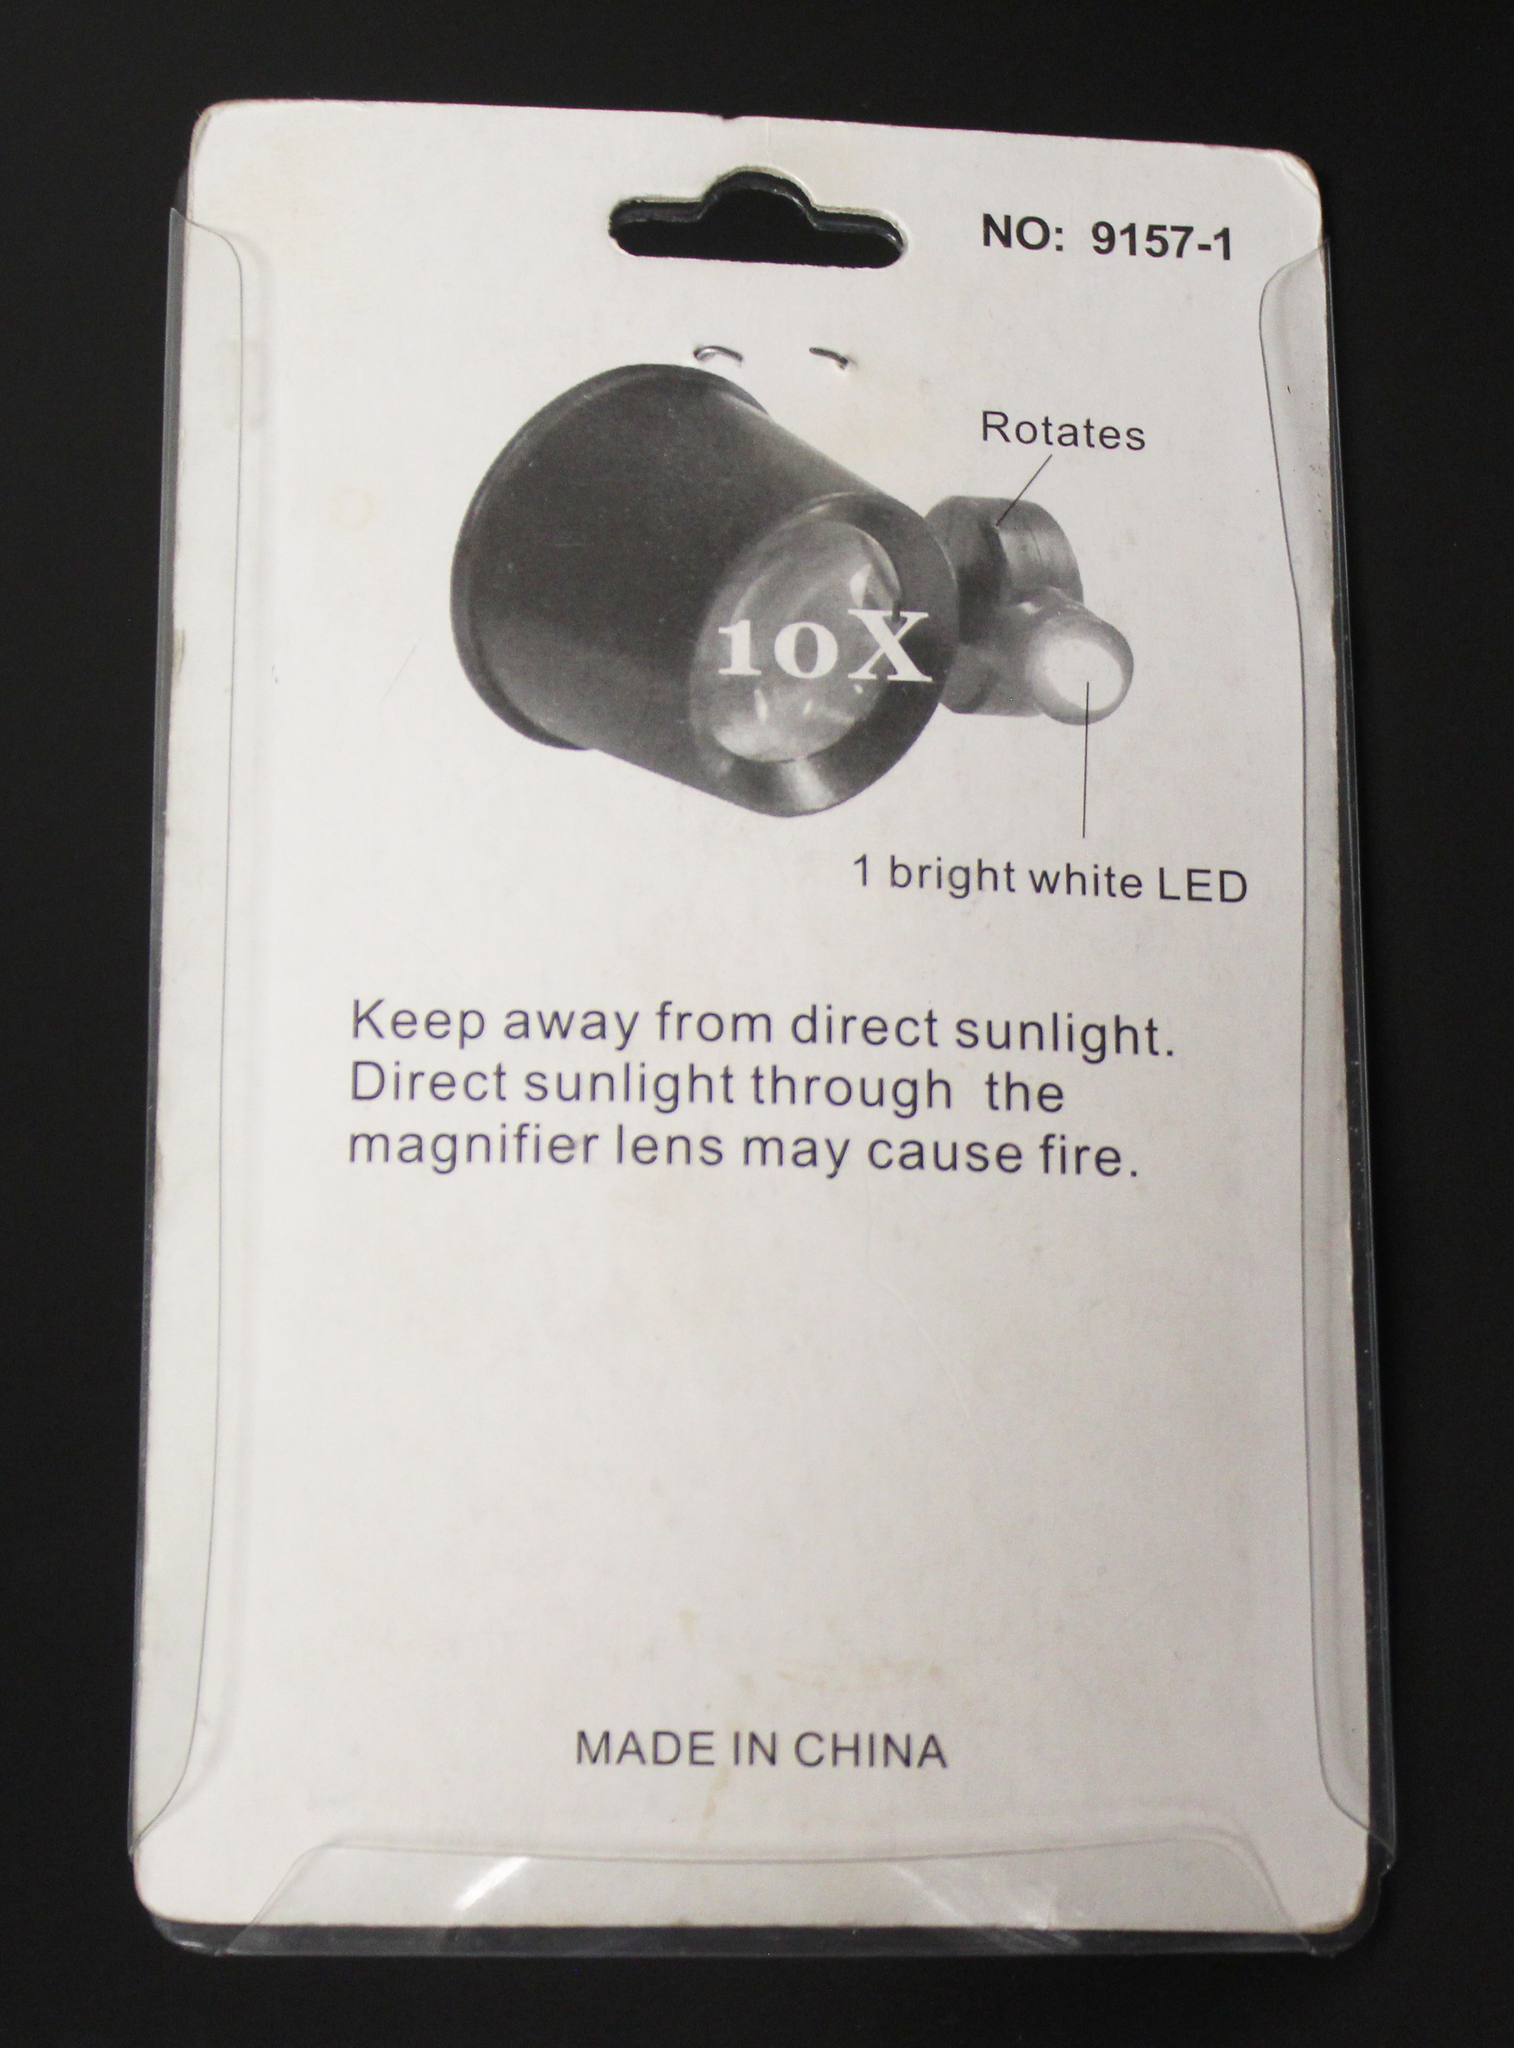 NO: 9157-1
Rotates
10X
1 bright white LED
Keep away from direct sunlight.
Direct sunlight through the
magnifier lens may cause fire.
MADE IN CHINA